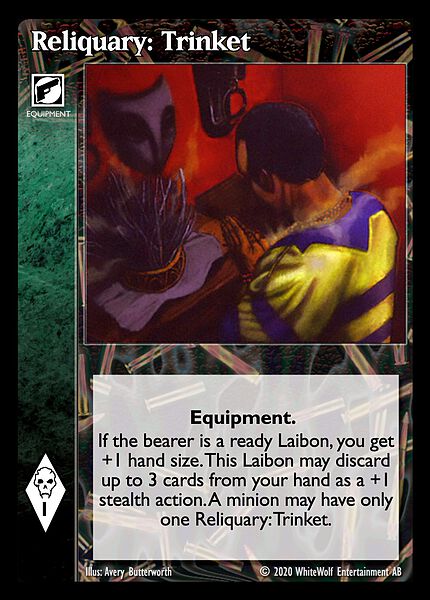 Reliquary: Trinket
EQUIPMENT
Equipment.
If the bearer is a ready Laibon, you get
+1 hand size. This Laibon may discard
up to 3 cards from your hand as a +1
stealth action. A minion may have only
one Reliquary: Trinket.
I
Illus: Avery Butterworth
© 2020 WhiteWolf Entertainment AB